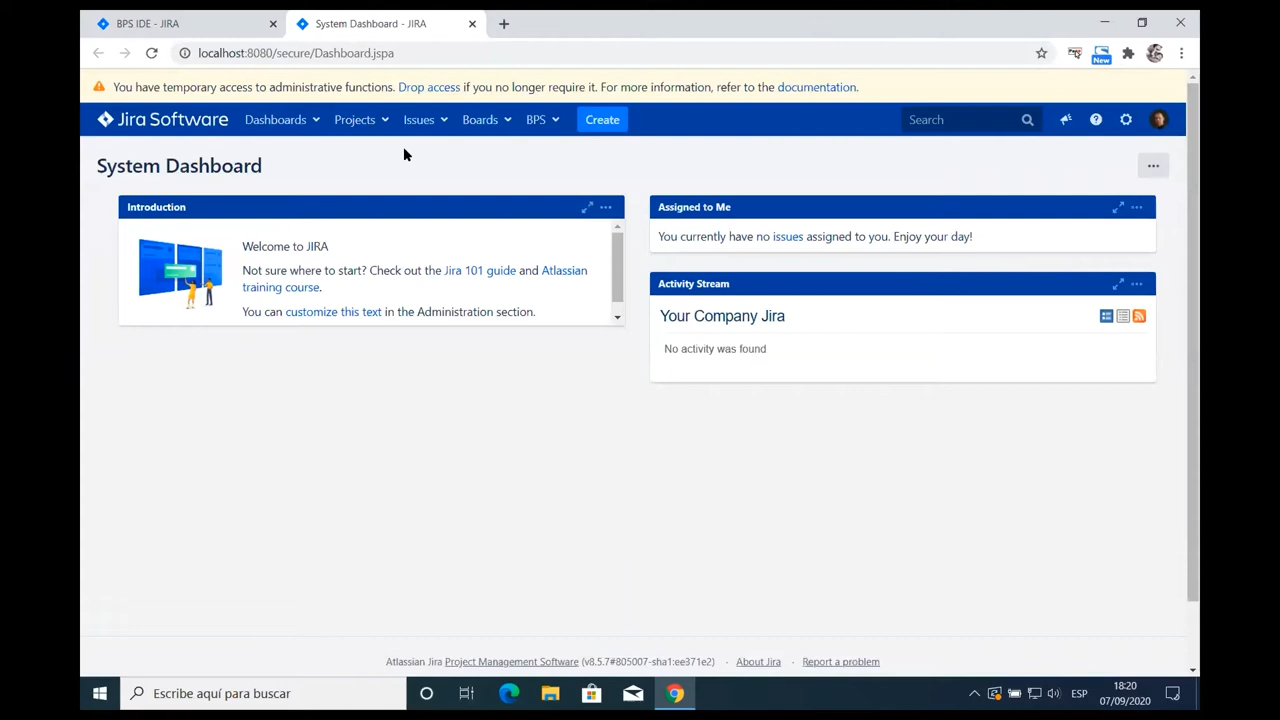 BPS IDE - JIRA
System Dashboard - JIRA
localhost:8080/secure/Dashboard.jspa
New
You have temporary access to administrative functions. Drop access if you no longer require it. For more information, refer to the documentation.
Jira Software Dashboards Projects Issues Boards BPS Create Search
System Dashboard
Introduction
Welcome to JIRA
Not sure where to start? Check out the Jira 101 guide and Atlassian
training course.
You can customize this text in the Administration section.
Assigned to Me
You currently have no issues assigned to you. Enjoy your day!
Activity Stream
Your Company Jira
No activity was found
Atlassian Jira Project Management Software (v8.5.7#805007-sha1:ee371e2) · About Jira · Report a problem
Escribe aquí para buscar
ESP
18:20
07/09/2020